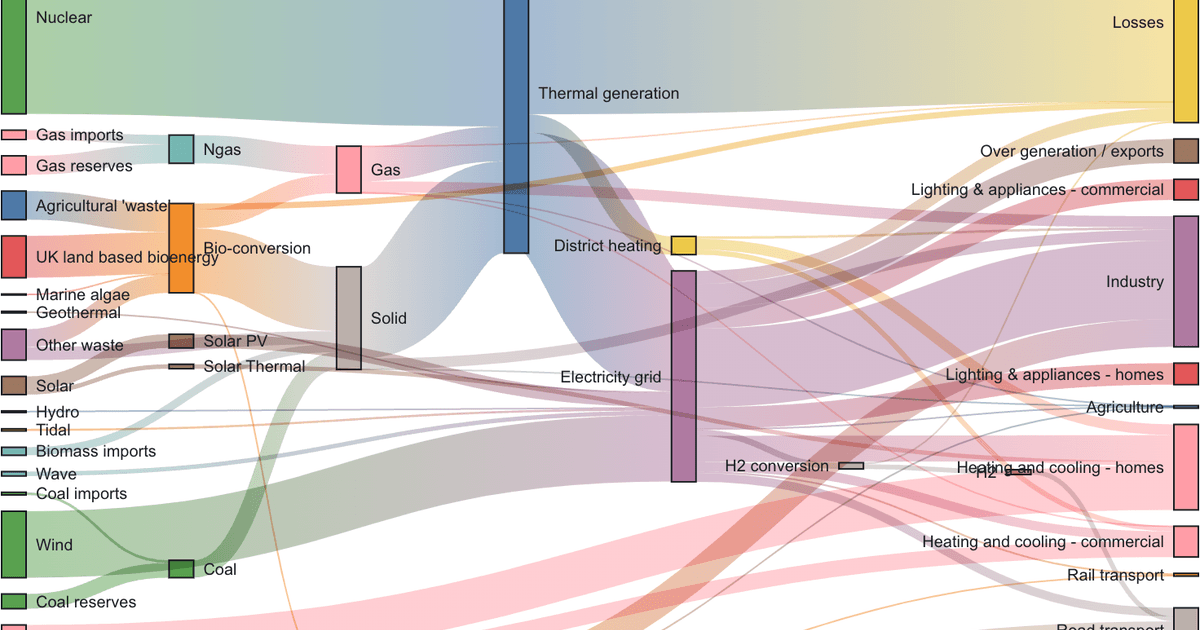 Nuclear
Gas imports
Gas reserves
Agricultural 'waste'
UK land based bioenergy
Marine algae
Geothermal
Other waste
Solar
Hydro
Tidal
Biomass imports
Wave
Coal imports
Wind
Coal reserves
Ngas
Bio-conversion
Solar PV
Solar Thermal
Coal
Gas
Solid
Thermal generation
District heating
Electricity grid
H2 conversion
H2
Losses
Over generation / exports
Lighting & appliances - commercial
Industry
Lighting & appliances - homes
Agriculture
Heating and cooling - homes
Heating and cooling - commercial
Rail transport
Road transport